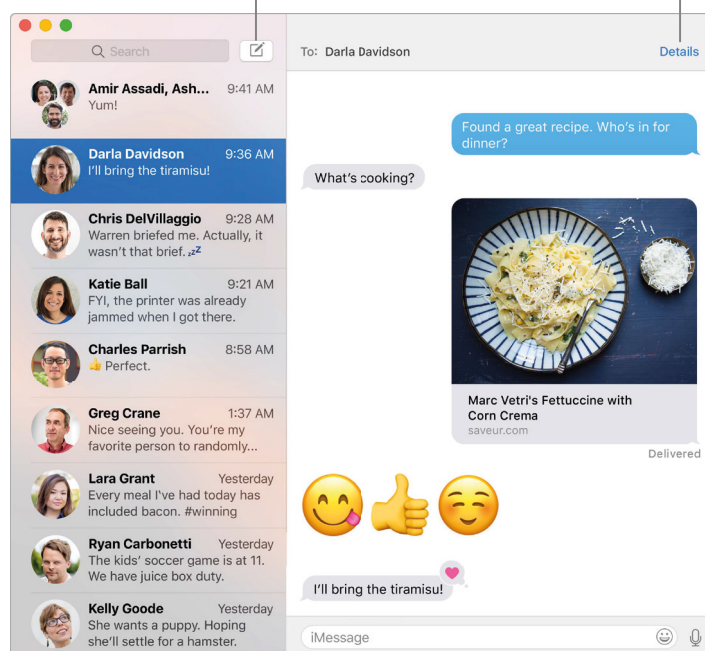 Search
Amir Assadi, Ash... 9:41 AM
Yum!
Darla Davidson 9:36 AM
I'll bring the tiramisu!
Chris DelVillaggio 9:28 AM
Warren briefed me. Actually, it
wasn't that brief. 💤
Katie Ball 9:21 AM
FYI, the printer was already
jammed when I got there.
Charles Parrish 8:58 AM
👍 Perfect.
Greg Crane 1:37 AM
Nice seeing you. You're my
favorite person to randomly...
Lara Grant Yesterday
Every meal I've had today has
included bacon. #winning
Ryan Carbonetti Yesterday
The kids' soccer game is at 11.
We have juice box duty.
Kelly Goode Yesterday
She wants a puppy. Hoping
she'll settle for a hamster.
To: Darla Davidson Details
Found a great recipe. Who's in for
dinner?
What's cooking?
Marc Vetri's Fettuccine with
Corn Crema
saveur.com
Delivered
😋👍☺️
I'll bring the tiramisu!
iMessage